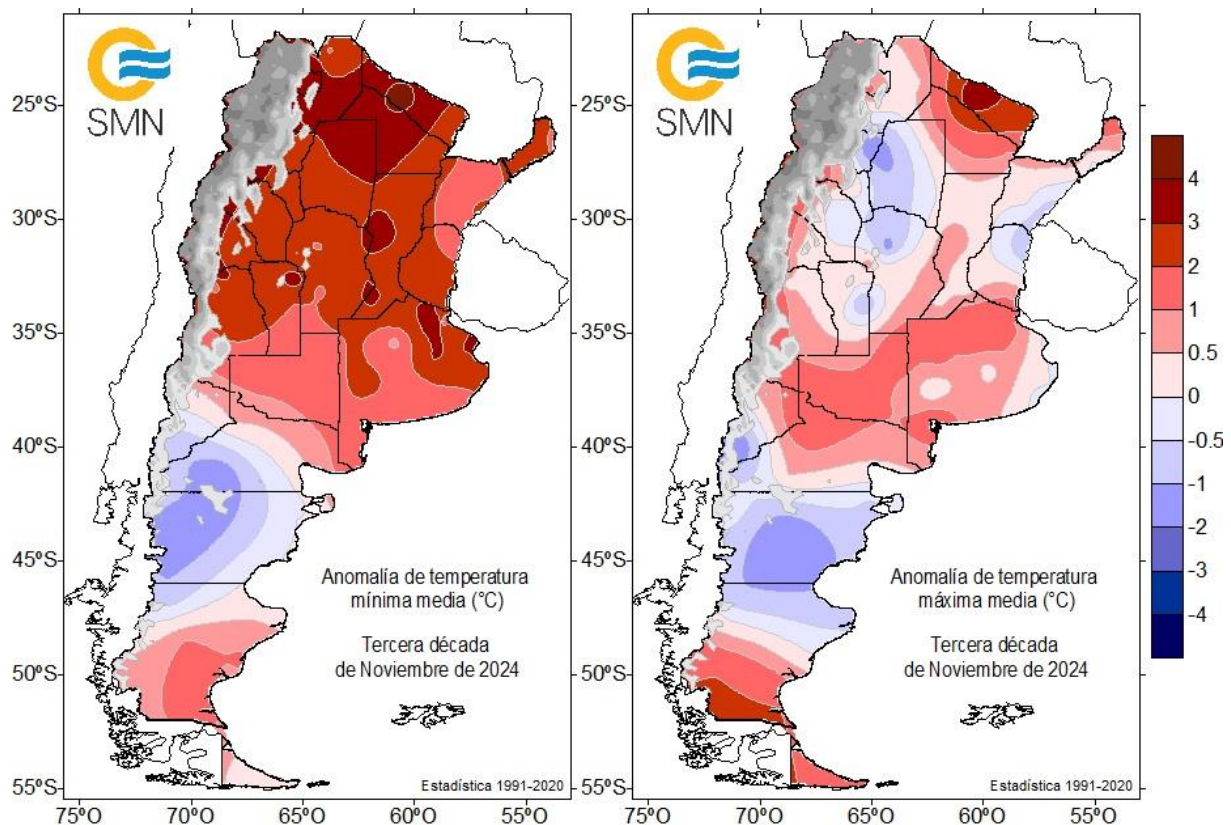 SMN
25ºS
30ºS
35ºS
40ºS
45ºS
50ºS
55ºS
75ºO
70ºO
65ºO
60ºO
55ºO
Anomalía de temperatura
mínima media (°C)
Tercera década
de Noviembre de 2024
Estadística 1991-2020
SMN
25ºS
30ºS
35ºS
40ºS
45ºS
50ºS
55ºS
75ºO
70ºO
65ºO
60ºO
55ºO
Anomalía de temperatura
máxima media (°C)
Tercera década
de Noviembre de 2024
Estadística 1991-2020
4
3
2
1
0.5
0
-0.5
-1
-2
-3
-4